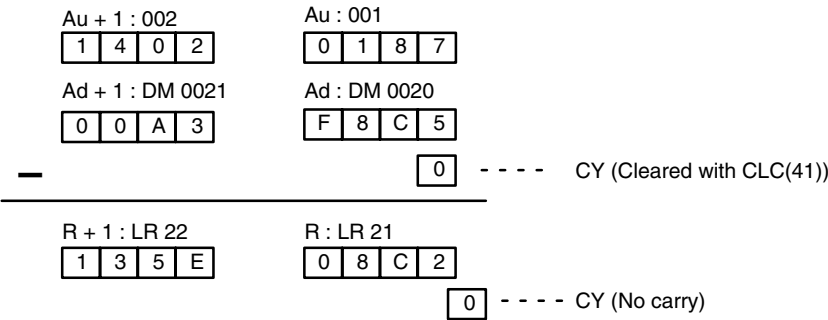 Au + 1 : 002 Au : 001
1 4 0 2 0 1 8 7
Ad + 1 : DM 0021 Ad : DM 0020
0 0 A 3 F 8 C 5
– 0 - - - - CY (Cleared with CLC(41))
R + 1 : LR 22 R : LR 21
1 3 5 E 0 8 C 2
0 - - - - CY (No carry)